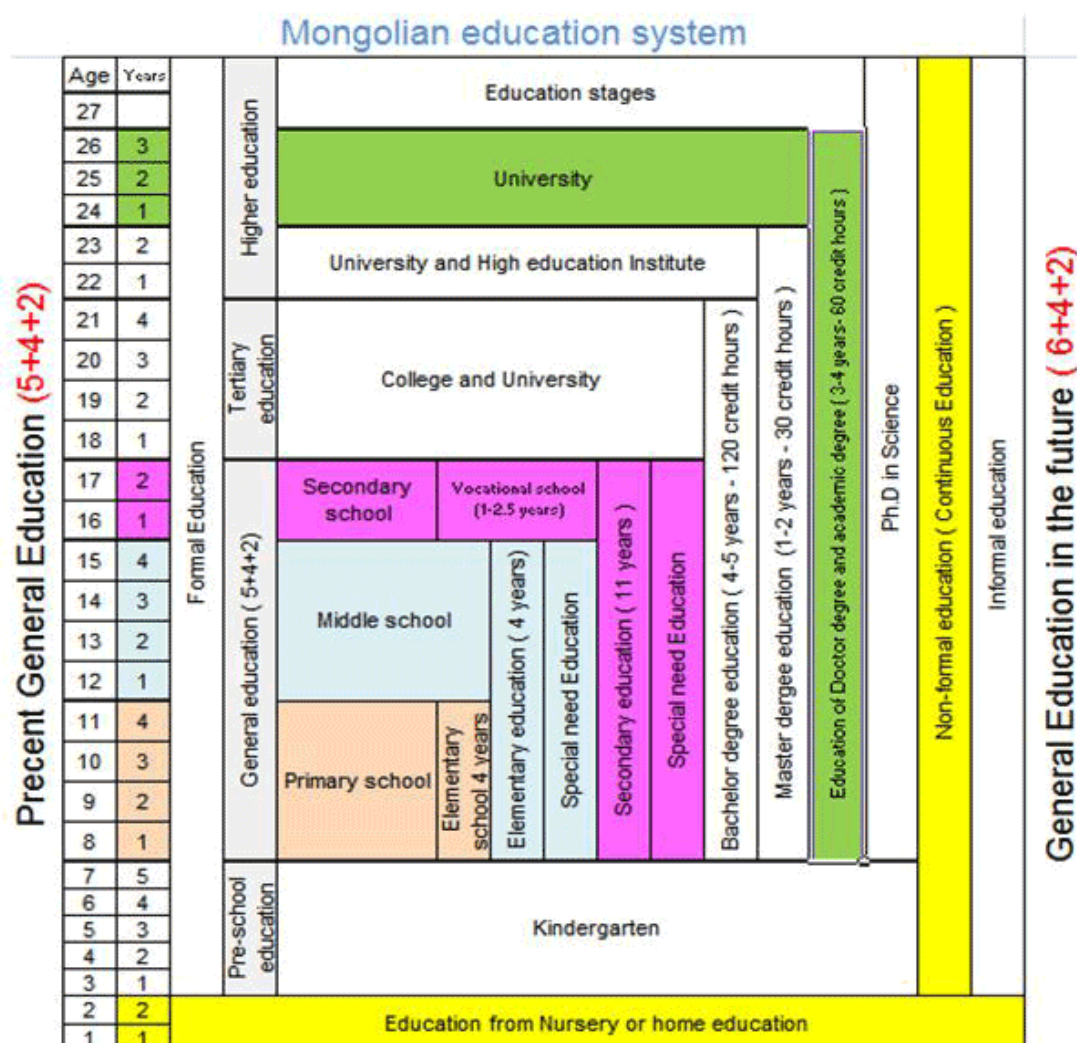 Mongolian education system
Age
Years
27
26
3
25
2
24
1
23
2
22
1
21
4
20
3
19
2
18
1
17
2
16
1
15
4
14
3
13
2
12
1
11
4
10
3
9
2
8
1
7
5
6
4
5
3
4
2
3
1
2
2
1
1
Precent General Education (5+4+2)
Formal Education
Higher education
Tertiary
education
General education ( 5+4+2)
Pre-school
education
Education stages
University
University and High education Institute
College and University
Secondary
school
Vocational school
(1-2.5 years)
Middle school
Primary school
Elementary
school 4 years
Elementary education ( 4 years)
Special need Education
Secondary education ( 11 years )
Special need Education
Bachelor degree education ( 4-5 years - 120 credit hours )
Master dergee education (1-2 years - 30 credit hours )
Education of Doctor degree and academic degree ( 3-4 years- 60 credit hours )
Ph.D in Science
Non-formal education ( Continuous Education )
Informal education
Kindergarten
Education from Nursery or home education
General Education in the future ( 6+4+2)